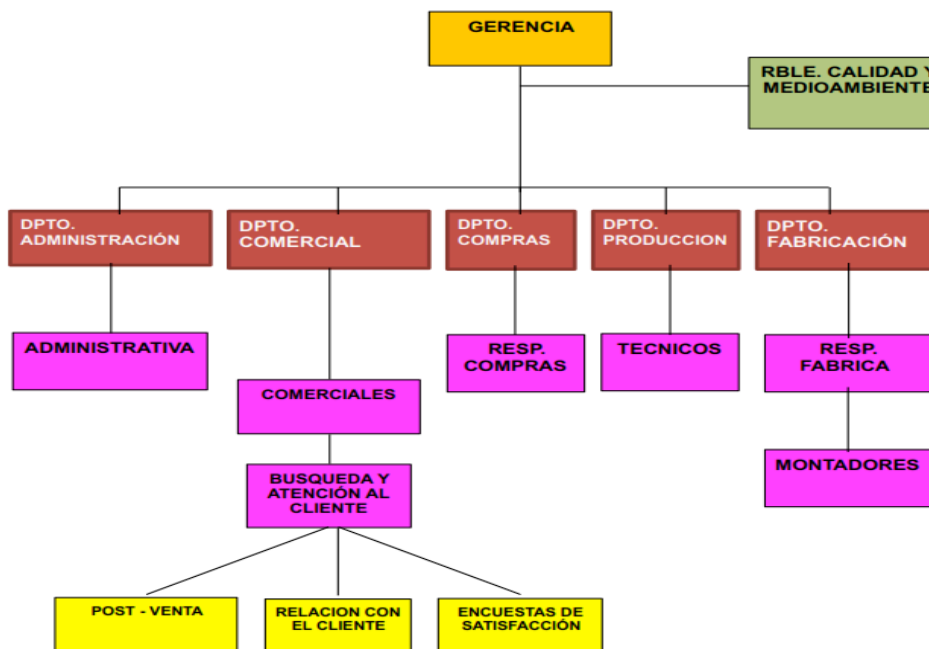 GERENCIA
RBLE. CALIDAD Y
MEDIOAMBIENTE
DPTO.
ADMINISTRACIÓN
DPTO.
COMERCIAL
DPTO.
COMPRAS
DPTO.
PRODUCCION
DPTO.
FABRICACIÓN
ADMINISTRATIVA
RESP.
COMPRAS
TECNICOS
RESP.
FABRICA
COMERCIALES
MONTADORES
BUSQUEDA Y
ATENCIÓN AL
CLIENTE
POST - VENTA
RELACION CON
EL CLIENTE
ENCUESTAS DE
SATISFACCIÓN